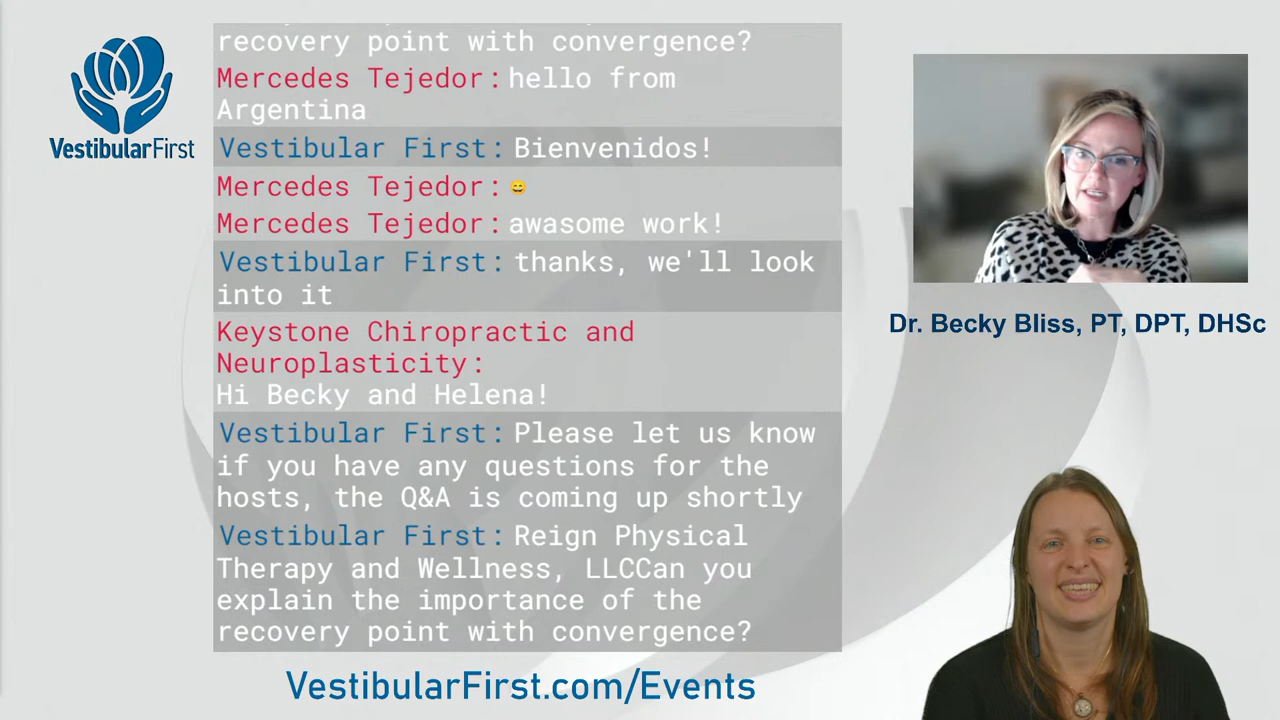 VestibularFirst
recovery point with convergence?
Mercedes Tejedor: hello from
Argentina
Vestibular First: Bienvenidos!
Mercedes Tejedor: 😄
Mercedes Tejedor: awasome work!
Vestibular First: thanks, we'll look
into it
Keystone Chiropractic and
Neuroplasticity:
Hi Becky and Helena!
Vestibular First: Please let us know
if you have any questions for the
hosts, the Q&A is coming up shortly
Vestibular First: Reign Physical
Therapy and Wellness, LLCCan you
explain the importance of the
recovery point with convergence?
VestibularFirst.com/Events
Dr. Becky Bliss, PT, DPT, DHSc